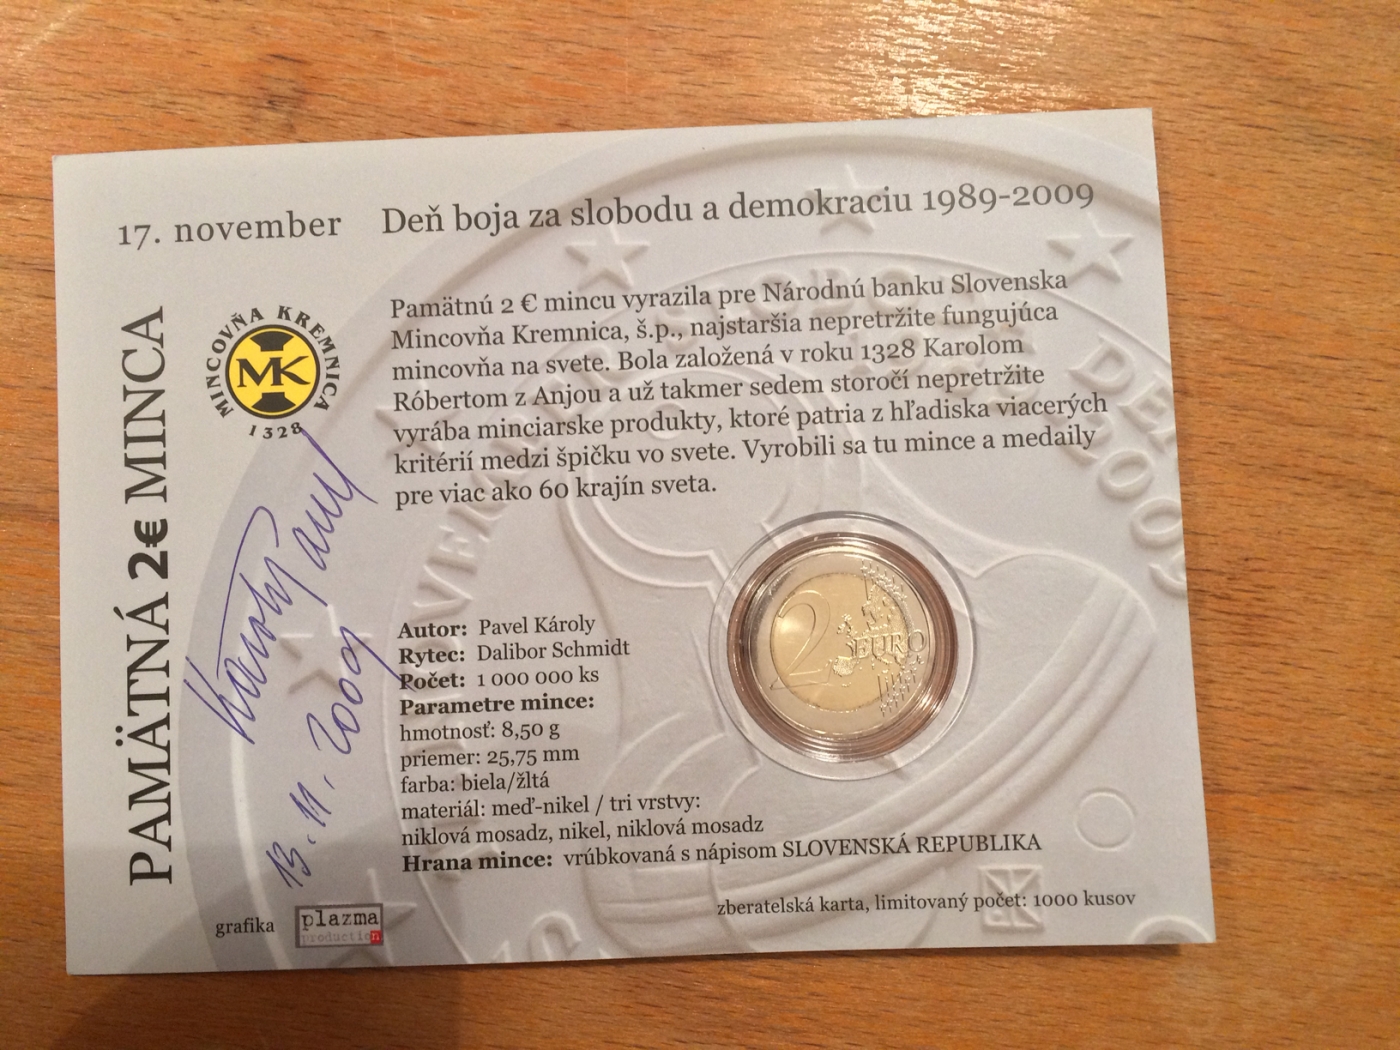 17. november Deň boja za slobodu a demokraciu 1989-2009
PAMÄTNÁ 2€ MINCA
MINCOVŇA KREMNICA
MK
1328
Pamätnú 2 € mincu vyrazila pre Národnú banku Slovenska
Mincovňa Kremnica, š.p., najstaršia nepretržite fungujúca
mincovňa na svete. Bola založená v roku 1328 Karolom
Róbertom z Anjou a už takmer sedem storočí nepretržite
vyrába minciarske produkty, ktoré patria z hľadiska viacerých
kritérií medzi špičku vo svete. Vyrobili sa tu mince a medaily
pre viac ako 60 krajín sveta.
2 EURO
Autor: Pavel Károly
Rytec: Dalibor Schmidt
Počet: 1 000 000 ks
Parametre mince:
hmotnosť: 8,50 g
priemer: 25,75 mm
farba: biela/žltá
materiál: meď-nikel / tri vrstvy:
niklová mosadz, nikel, niklová mosadz
Hrana mince: vrúbkovaná s nápisom SLOVENSKÁ REPUBLIKA
13. 11. 2009
zberateľská karta, limitovaný počet: 1000 kusov
grafika plazma
production